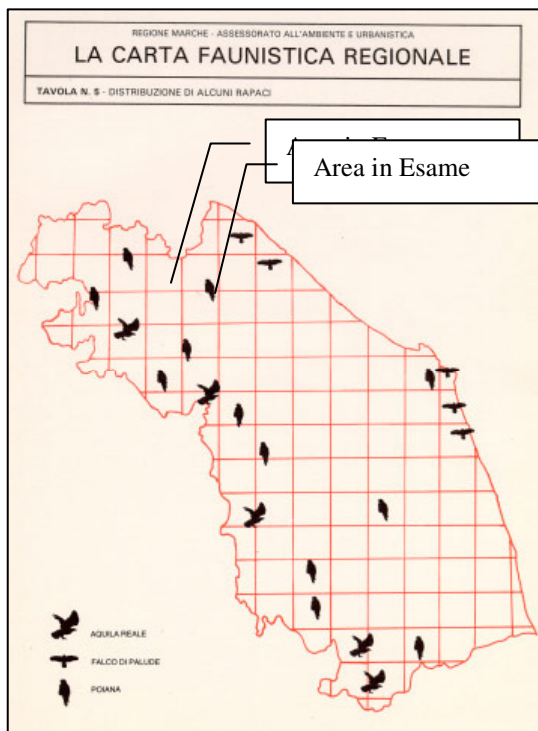 REGIONE MARCHE - ASSESSORATO ALL'AMBIENTE E URBANISTICA
LA CARTA FAUNISTICA REGIONALE
TAVOLA N. 5 - DISTRIBUZIONE DI ALCUNI RAPACI
Area in Esame
AQUILA REALE
FALCO DI PALUDE
POIANA